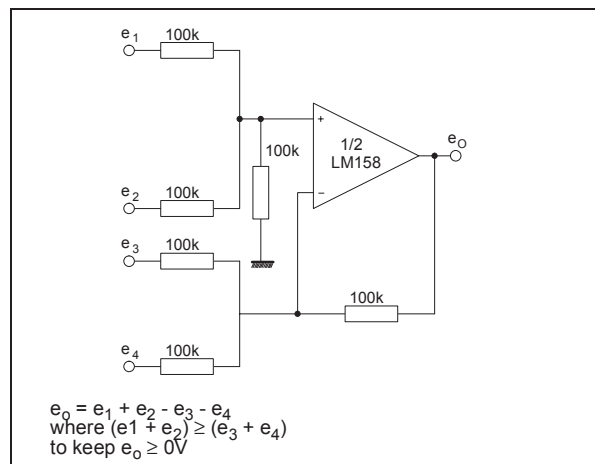 e1
100k
+
1/2
LM158
eO
100k
−
e2
100k
e3
100k
100k
e4
100k
eo = e1 + e2 - e3 - e4
where (e1 + e2) ≥ (e3 + e4)
to keep eo ≥ 0V